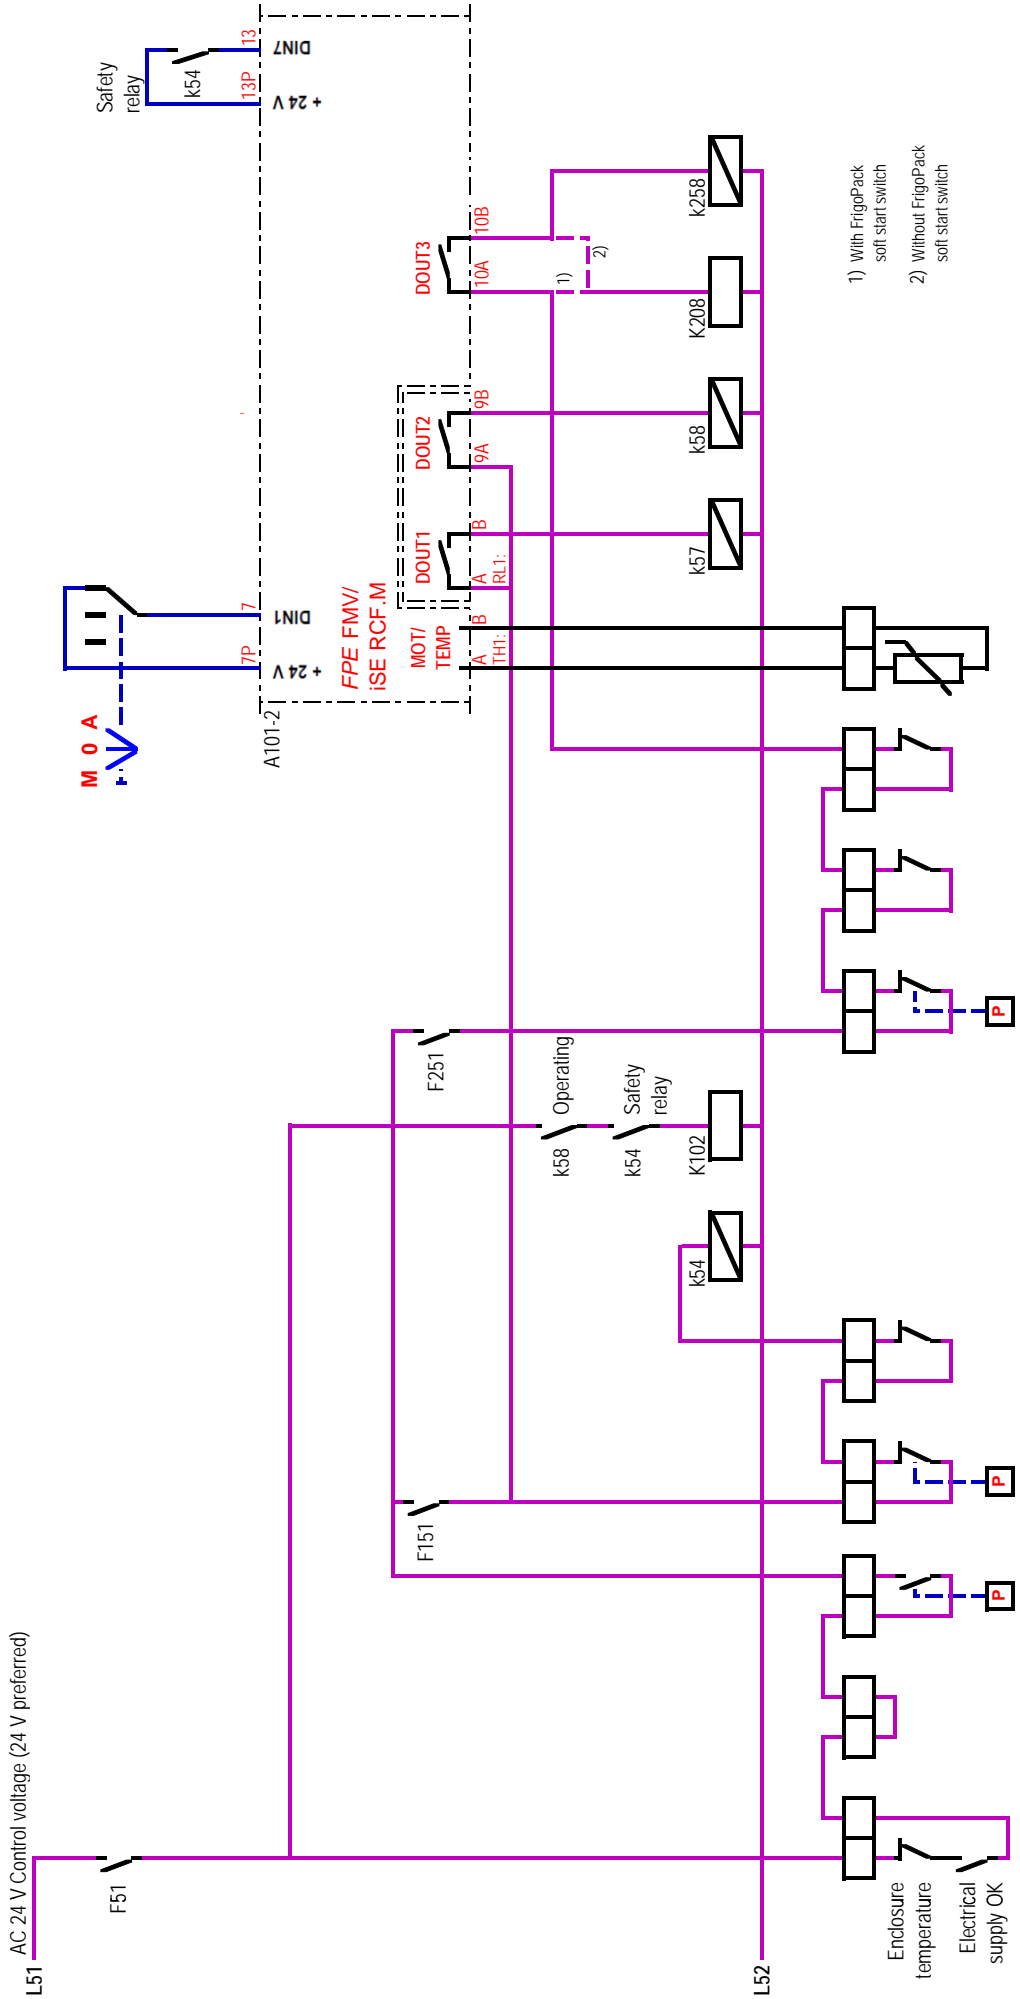 AC 24 V Control voltage (24 V preferred)
L51
F51
L52
Enclosure
temperature
Electrical
supply OK
P
F151
P
k54
K102
k58
Operating
k54
Safety
relay
F251
P
M 0 A
7P
7
+ 24 V
DIN1
A101-2
FPE FMV/
iSE RCF.M
MOT/
TEMP
A
B
TH1:
DOUT1
A
B
RL1:
DOUT2
9A
9B
DOUT3
10A
10B
1)
2)
k57
k58
K208
k258
Safety
relay
k54
13P
13
+ 24 V
DIN7
1) With FrigoPack
soft start switch
2) Without FrigoPack
soft start switch